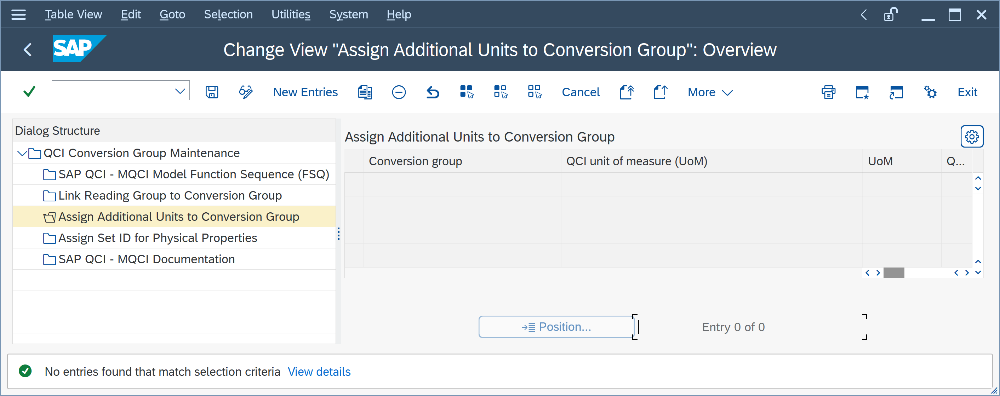 Table View Edit Goto Selection Utilities System Help
SAP Change View "Assign Additional Units to Conversion Group": Overview
New Entries Cancel More Exit
Dialog Structure
QCI Conversion Group Maintenance
SAP QCI - MQCI Model Function Sequence (FSQ)
Link Reading Group to Conversion Group
Assign Additional Units to Conversion Group
Assign Set ID for Physical Properties
SAP QCI - MQCI Documentation
Assign Additional Units to Conversion Group
Conversion group QCI unit of measure (UoM) UoM Q...
Position... Entry 0 of 0
No entries found that match selection criteria View details